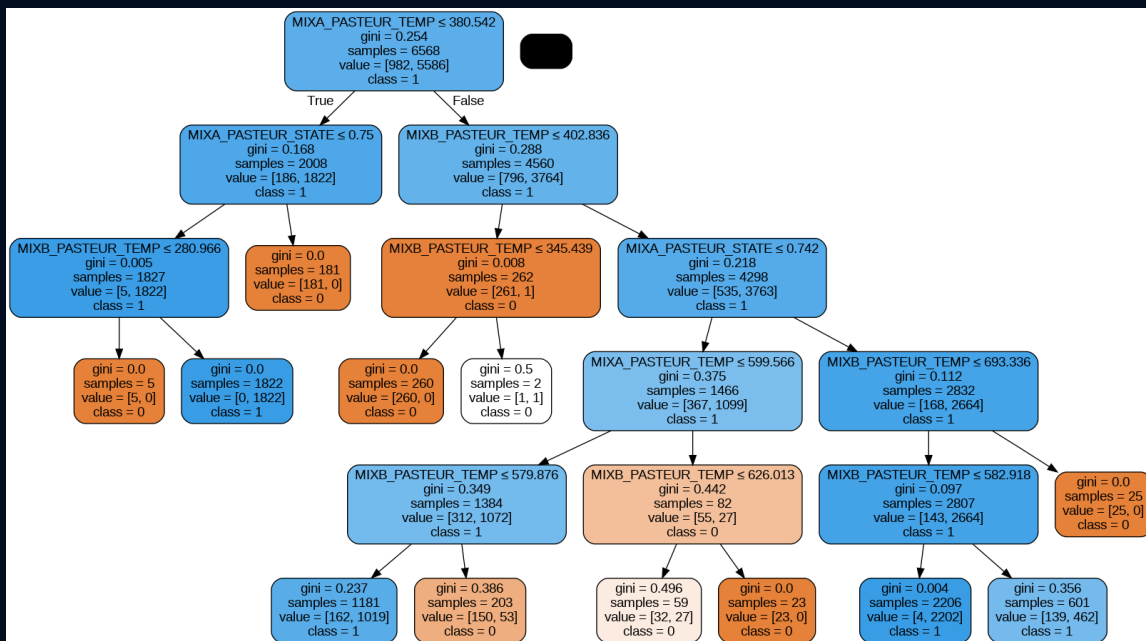 MIXA_PASTEUR_TEMP ≤ 380.542
gini = 0.254
samples = 6568
value = [982, 5586]
class = 1
True
False
MIXA_PASTEUR_STATE ≤ 0.75
gini = 0.168
samples = 2008
value = [186, 1822]
class = 1
MIXB_PASTEUR_TEMP ≤ 402.836
gini = 0.288
samples = 4560
value = [796, 3764]
class = 1
MIXB_PASTEUR_TEMP ≤ 280.966
gini = 0.005
samples = 1827
value = [5, 1822]
class = 1
gini = 0.0
samples = 181
value = [181, 0]
class = 0
MIXB_PASTEUR_TEMP ≤ 345.439
gini = 0.008
samples = 262
value = [261, 1]
class = 0
MIXA_PASTEUR_STATE ≤ 0.742
gini = 0.218
samples = 4298
value = [535, 3763]
class = 1
gini = 0.0
samples = 5
value = [5, 0]
class = 0
gini = 0.0
samples = 1822
value = [0, 1822]
class = 1
gini = 0.0
samples = 260
value = [260, 0]
class = 0
gini = 0.5
samples = 2
value = [1, 1]
class = 0
MIXA_PASTEUR_TEMP ≤ 599.566
gini = 0.375
samples = 1466
value = [367, 1099]
class = 1
MIXB_PASTEUR_TEMP ≤ 693.336
gini = 0.112
samples = 2832
value = [168, 2664]
class = 1
MIXB_PASTEUR_TEMP ≤ 579.876
gini = 0.349
samples = 1384
value = [312, 1072]
class = 1
MIXB_PASTEUR_TEMP ≤ 626.013
gini = 0.442
samples = 82
value = [55, 27]
class = 0
MIXB_PASTEUR_TEMP ≤ 582.918
gini = 0.097
samples = 2807
value = [143, 2664]
class = 1
gini = 0.0
samples = 25
value = [25, 0]
class = 0
gini = 0.237
samples = 1181
value = [162, 1019]
class = 1
gini = 0.386
samples = 203
value = [150, 53]
class = 0
gini = 0.496
samples = 59
value = [32, 27]
class = 0
gini = 0.0
samples = 23
value = [23, 0]
class = 0
gini = 0.004
samples = 2206
value = [4, 2202]
class = 1
gini = 0.356
samples = 601
value = [139, 462]
class = 1